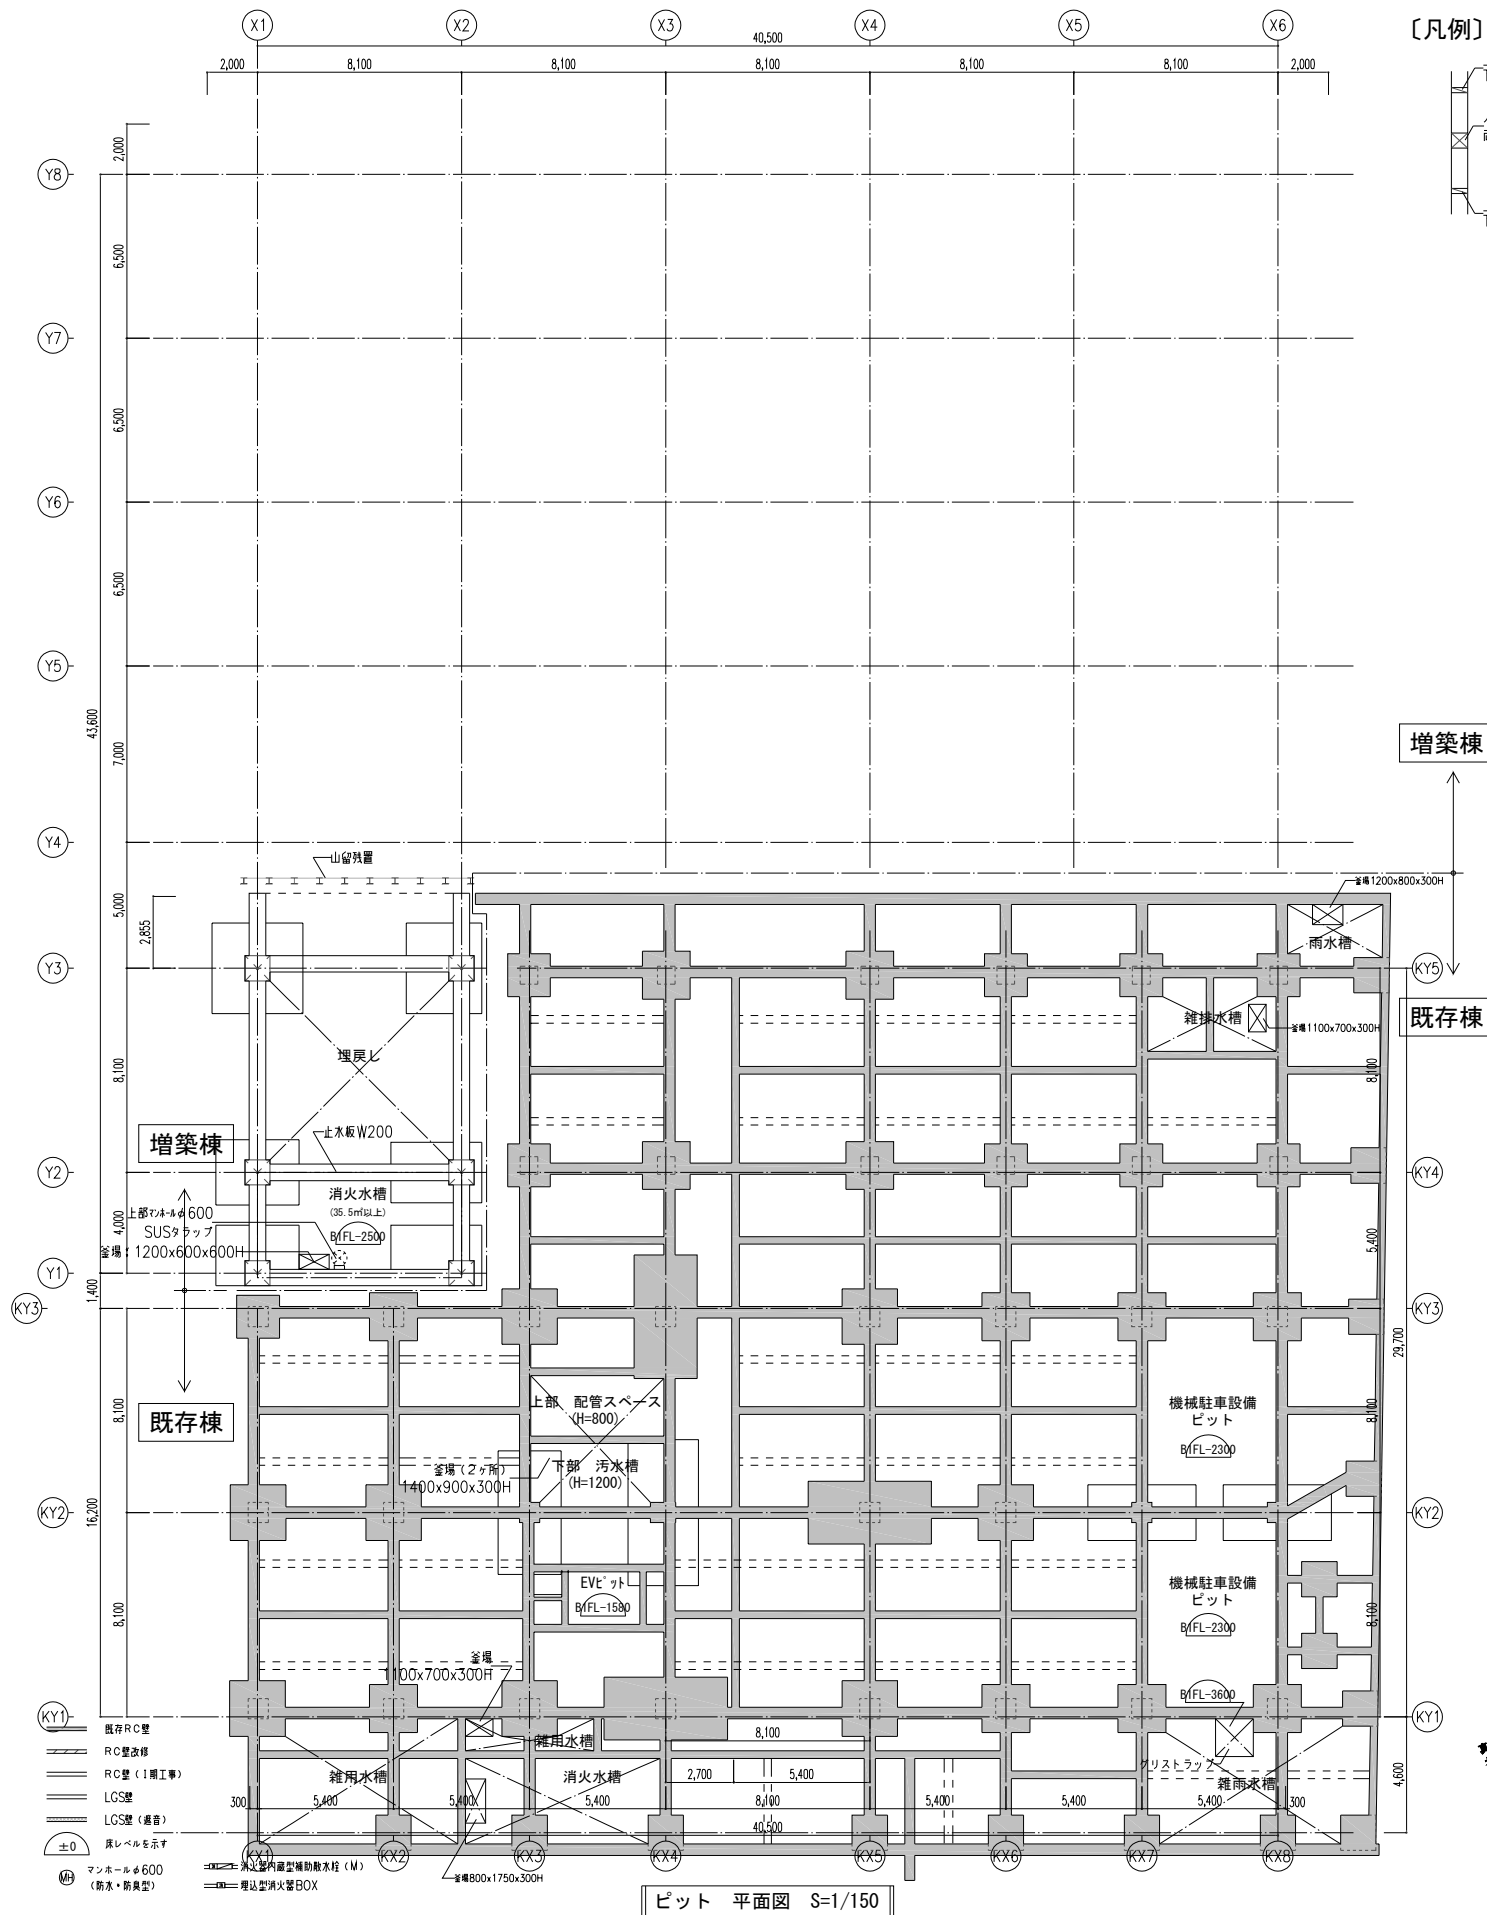 X1
X2
X3
X4
X5
X6
〔凡例〕
40,500
2,000
8,100
8,100
8,100
8,100
8,100
2,000
2,000
Y8
6,500
Y7
6,500
Y6
6,500
Y5
43,600
7,000
増築棟
Y4
山留残置
5,000
2,855
釜場1200x800x300H
雨水槽
Y3
KY5
雑排水槽
釜場1100x700x300H
既存棟
埋戻し
8,100
8,100
増築棟
止水板W200
Y2
KY4
消火水槽
(35.5㎥以上)
上部マンホールφ600
SUSタラップ
B1FL-2500
4,000
釜場:1200x600x600H
5,400
Y1
1,400
KY3
KY3
29,700
既存棟
8,100
上部 配管スペース
(H=800)
機械駐車設備
ピット
8,100
B1FL-2300
釜場(2ヶ所)
1400x900x300H
下部 汚水槽
(H=1200)
KY2
16,200
KY2
EVピット
B1FL-1580
機械駐車設備
ピット
8,100
8,100
B1FL-2300
釜場
1100x700x300H
B1FL-3600
KY1
KY1
既存RC壁
RC壁改修
RC壁(Ⅰ期工事)
LGS壁
LGS壁(遮音)
±0
床レベルを示す
MH
マンホールφ600
(防水・防臭型)
消火器内蔵型補助散水栓(M)
埋込型消火器BOX
雑用水槽
8,100
雑用水槽
消火水槽
2,700
5,400
グリストラップ
雑雨水槽
4,600
300
5,400
5,400
5,400
8,100
5,400
5,400
5,400
300
40,500
KX1
KX2
KX3
KX4
KX5
KX6
KX7
KX8
釜場800x1750x300H
ピット 平面図 S=1/150